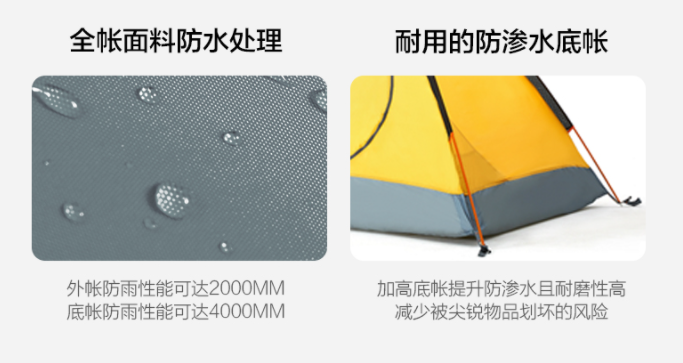 全帐面料防水处理
外帐防雨性能可达2000MM
底帐防雨性能可达4000MM
耐用的防渗水底帐
加高底帐提升防渗水且耐磨性高
减少被尖锐物品划坏的风险